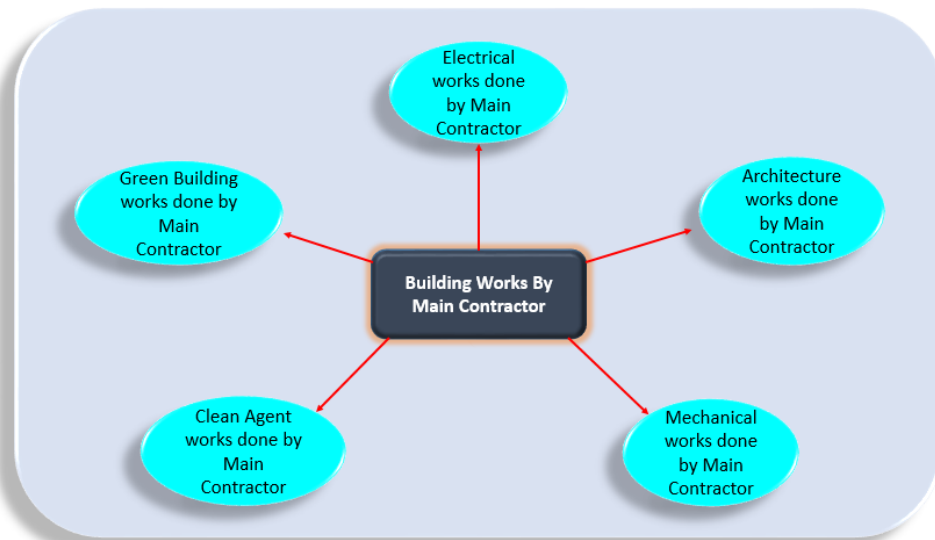 Electrical
works done
by Main
Contractor
Green Building
works done by
Main
Contractor
Architecture
works done
by Main
Contractor
Building Works By
Main Contractor
Clean Agent
works done by
Main
Contractor
Mechanical
works done
by Main
Contractor